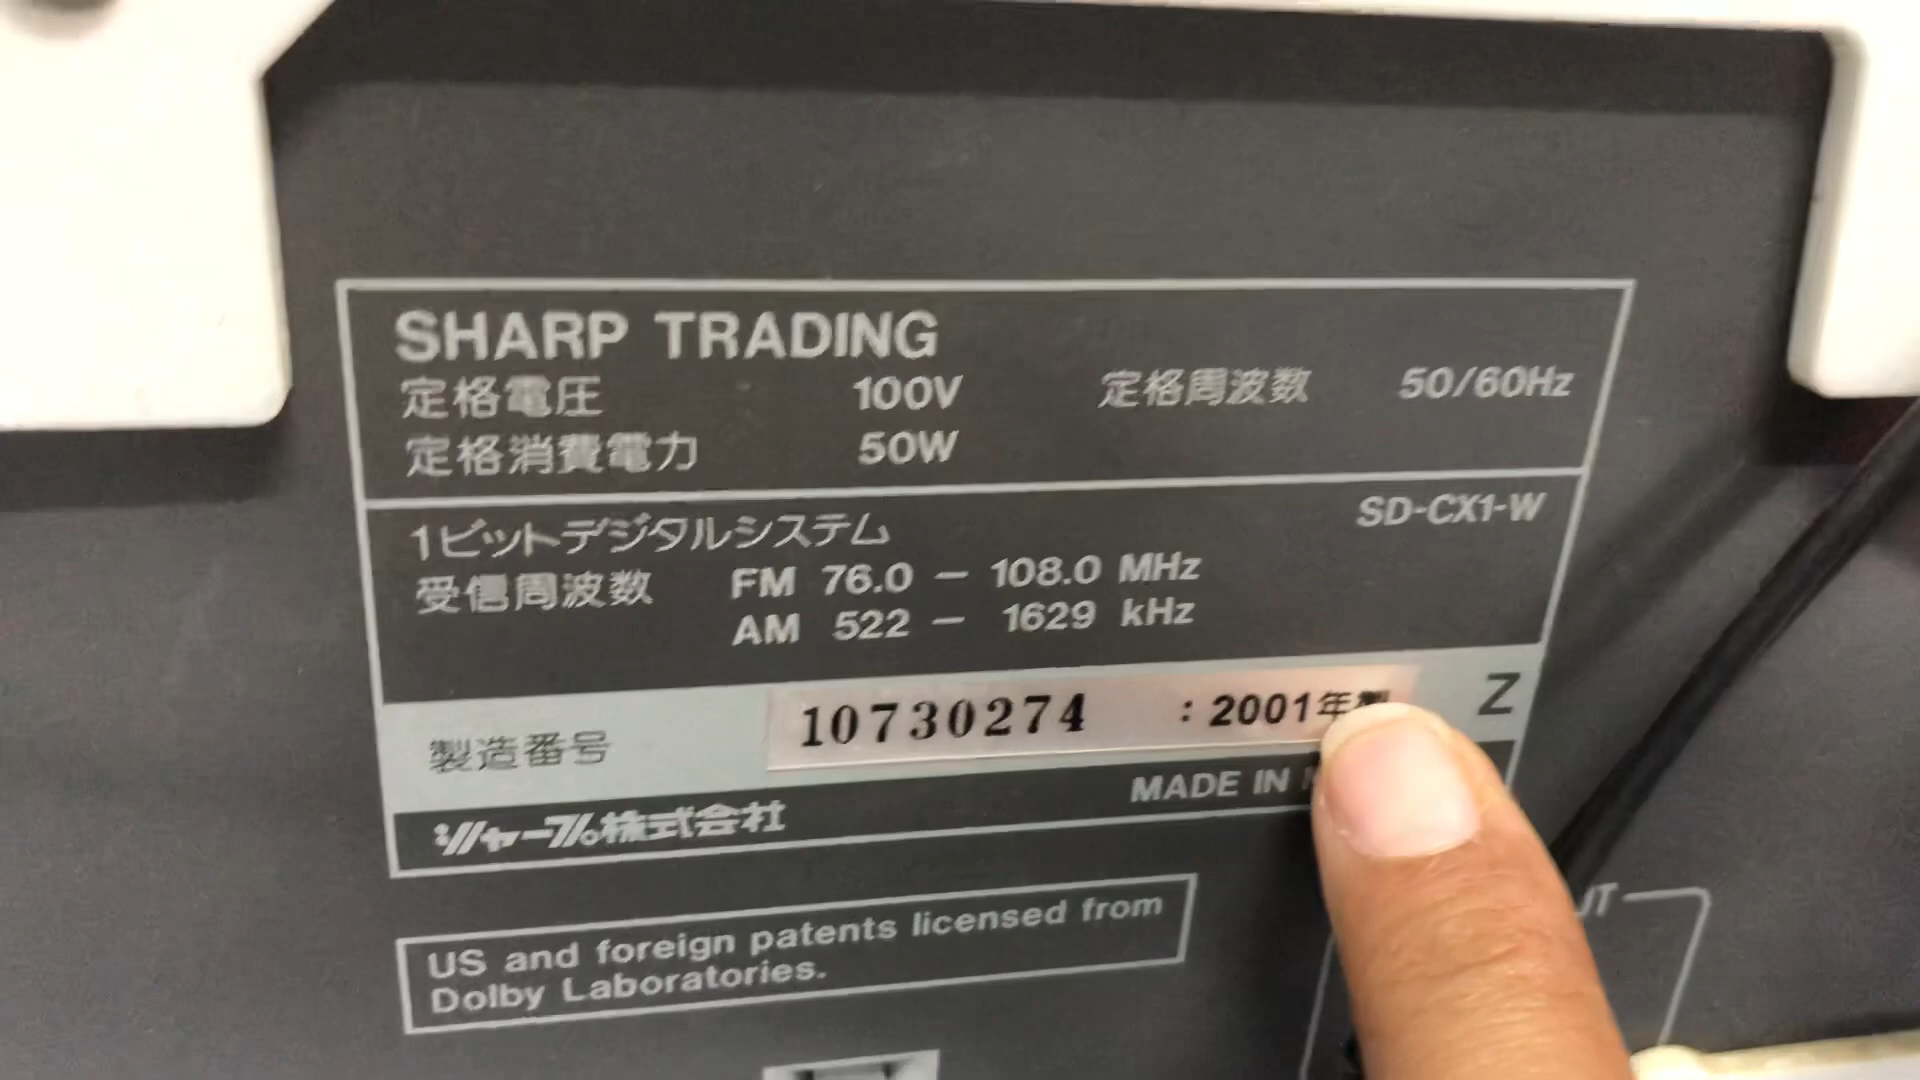 SHARP TRADING
定格電圧 100V 定格周波数 50/60Hz
定格消費電力 50W
1ビットデジタルシステム SD-CX1-W
受信周波数 FM 76.0 － 108.0 MHz
AM 522 － 1629 kHz
製造番号 10730274 : 2001年製 Z
シャープ株式会社 MADE IN
US and foreign patents licensed from
Dolby Laboratories.